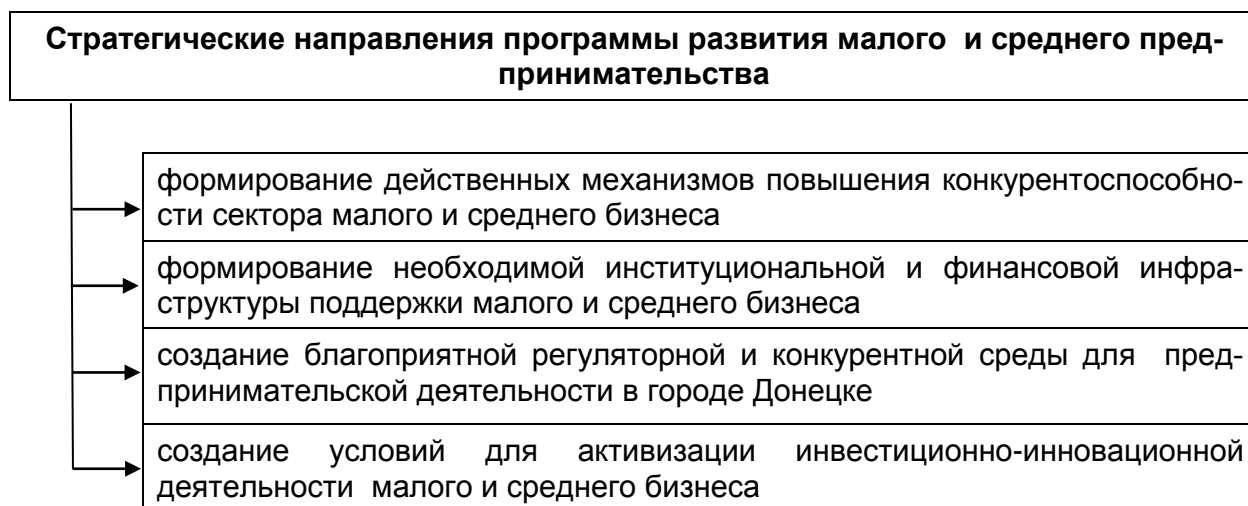 Стратегические направления программы развития малого и среднего пред-
принимательства
формирование действенных механизмов повышения конкурентоспособно-
сти сектора малого и среднего бизнеса
формирование необходимой институциональной и финансовой инфра-
структуры поддержки малого и среднего бизнеса
создание благоприятной регуляторной и конкурентной среды для пред-
принимательской деятельности в городе Донецке
создание условий для активизации инвестиционно-инновационной
деятельности малого и среднего бизнеса